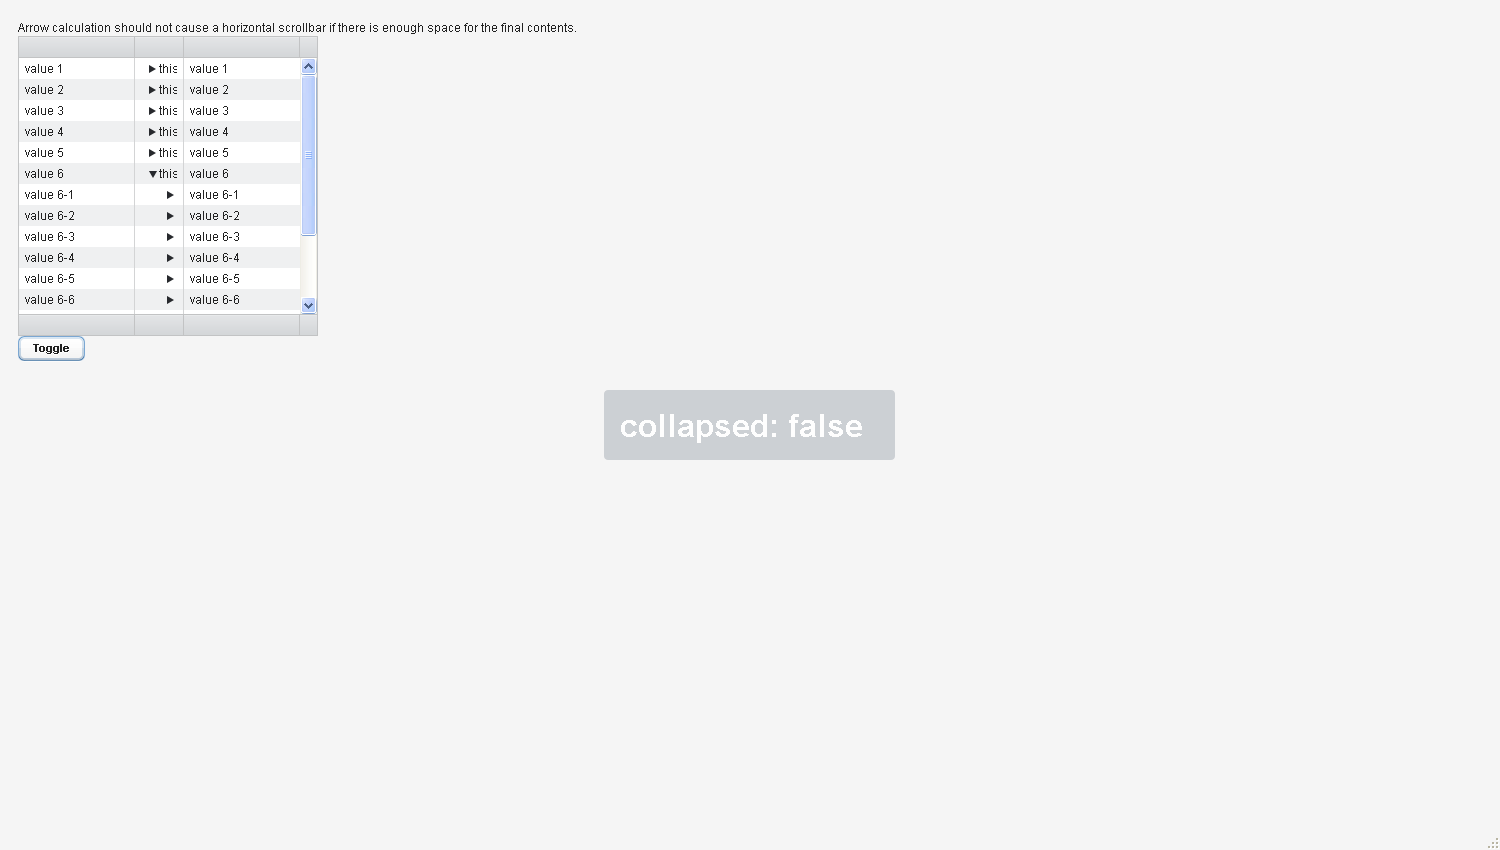 Arrow calculation should not cause a horizontal scrollbar if there is enough space for the final contents.
value 1 this value 1
value 2 this value 2
value 3 this value 3
value 4 this value 4
value 5 this value 5
value 6 this value 6
value 6-1 value 6-1
value 6-2 value 6-2
value 6-3 value 6-3
value 6-4 value 6-4
value 6-5 value 6-5
value 6-6 value 6-6
Toggle
collapsed: false